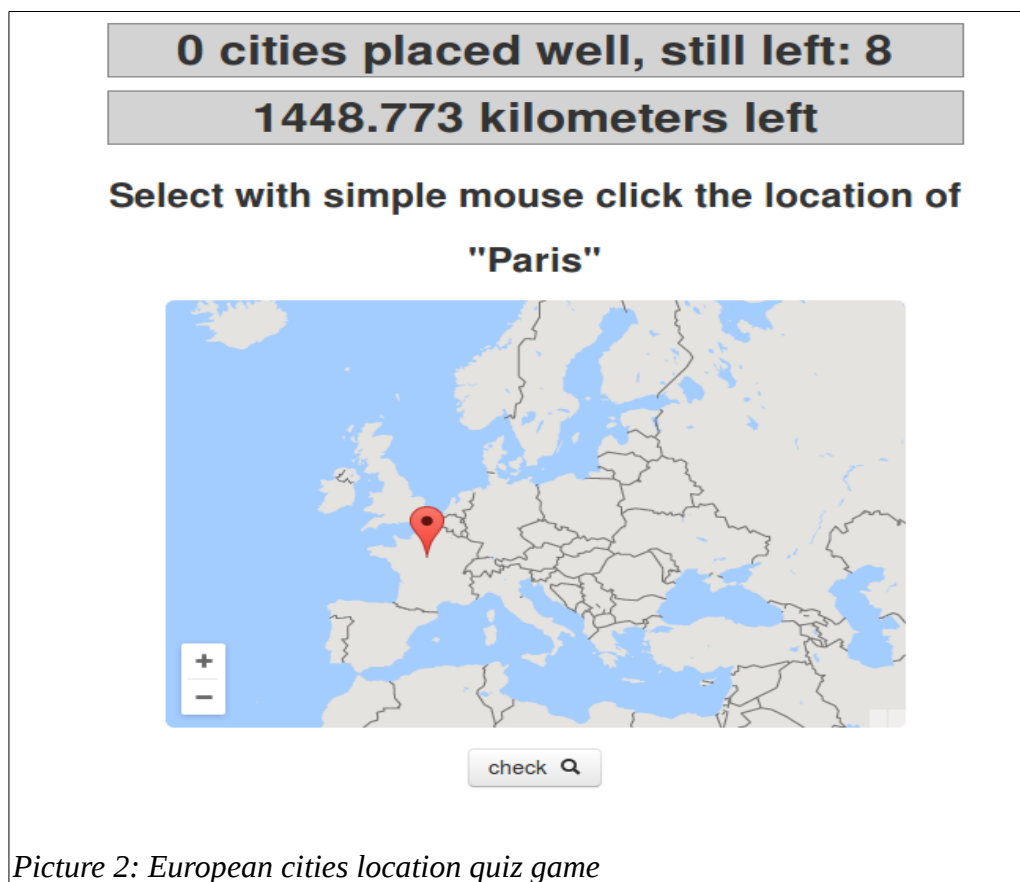 0 cities placed well, still left: 8
1448.773 kilometers left
Select with simple mouse click the location of
"Paris"
+
−
check
Picture 2: European cities location quiz game